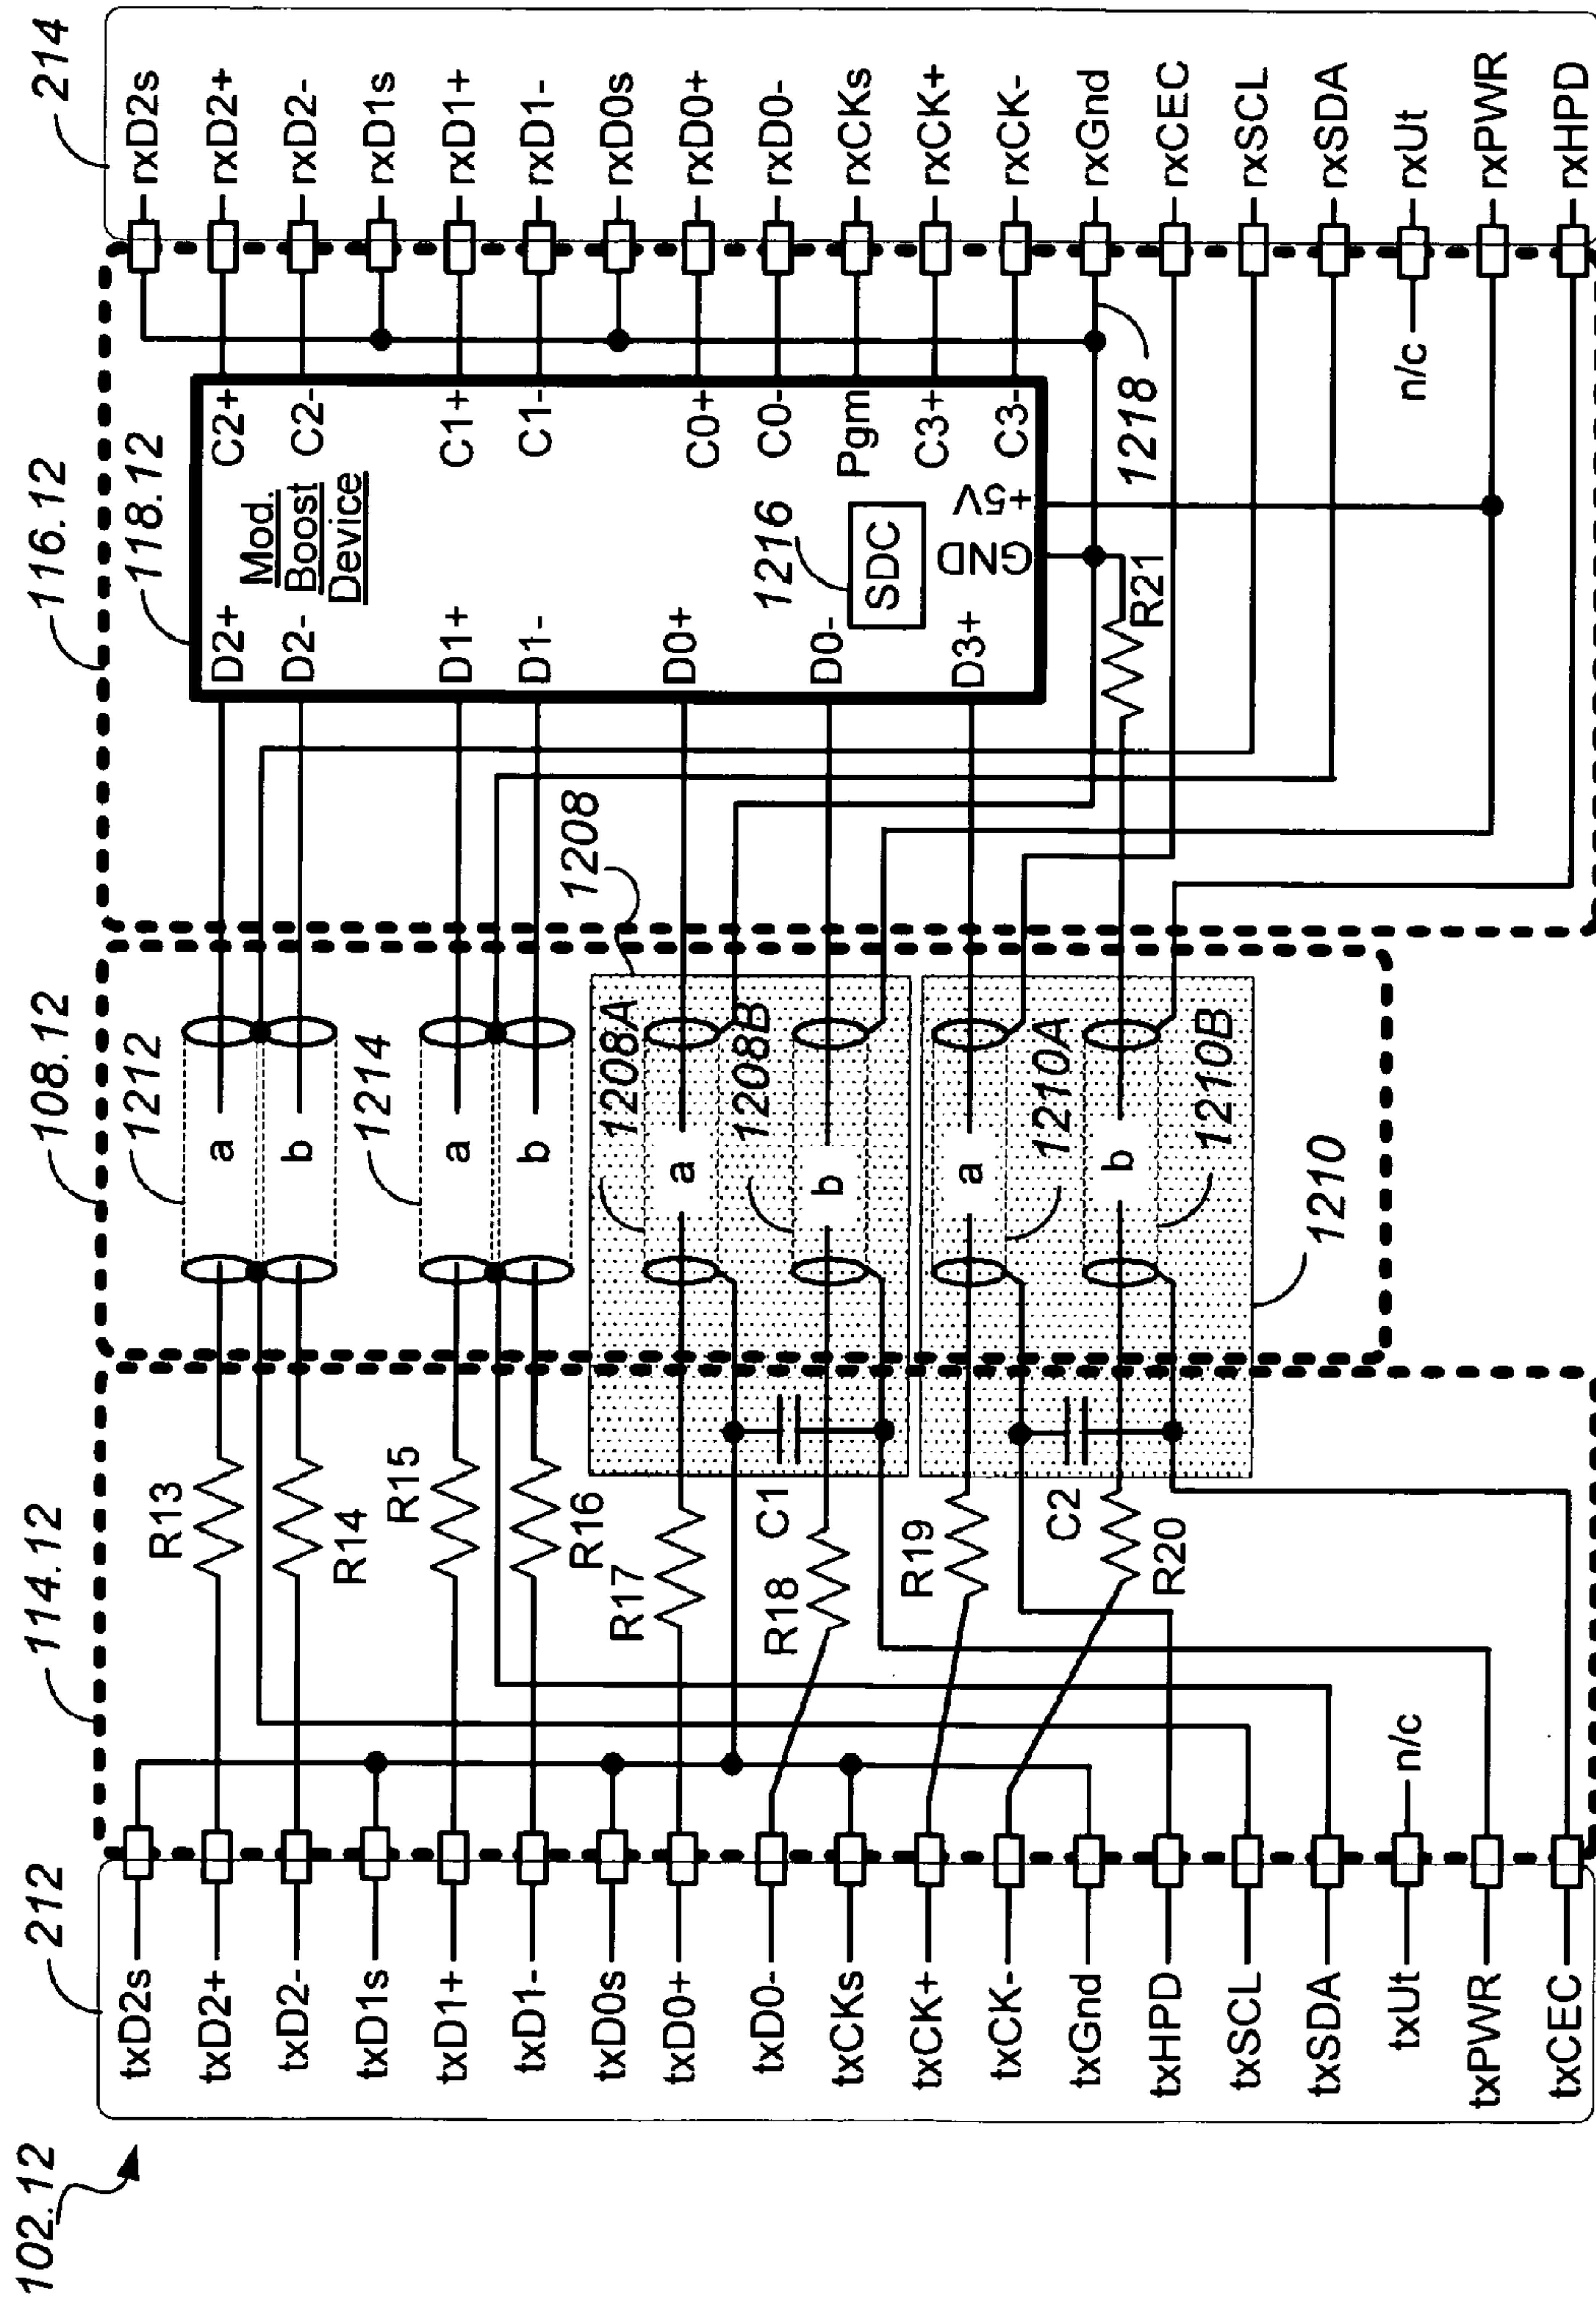 102.12
212
114.12
108.12
116.12
214
txD2s
txD2+
txD2-
txD1s
txD1+
txD1-
txD0s
txD0+
txD0-
txCKs
txCK+
txCK-
txGnd
txHPD
txSCL
txSDA
txUt
txPWR
txCEC
n/c
R13
R14
R15
R16
R17
C1
R18
R19
C2
R20
1212
a
b
1214
a
b
1208
1208A
a
1208B
b
a
1210A
b
1210B
1210
118.12
D2+
D2-
D1+
D1-
D0+
D0-
D3+
Mod.
Boost
Device
1216
SDC
GND
+5V
C2+
C2-
C1+
C1-
C0+
C0-
Pgm
C3+
C3-
R21
1218
n/c
rxD2s
rxD2+
rxD2-
rxD1s
rxD1+
rxD1-
rxD0s
rxD0+
rxD0-
rxCKs
rxCK+
rxCK-
rxGnd
rxCEC
rxSCL
rxSDA
rxUt
rxPWR
rxHPD